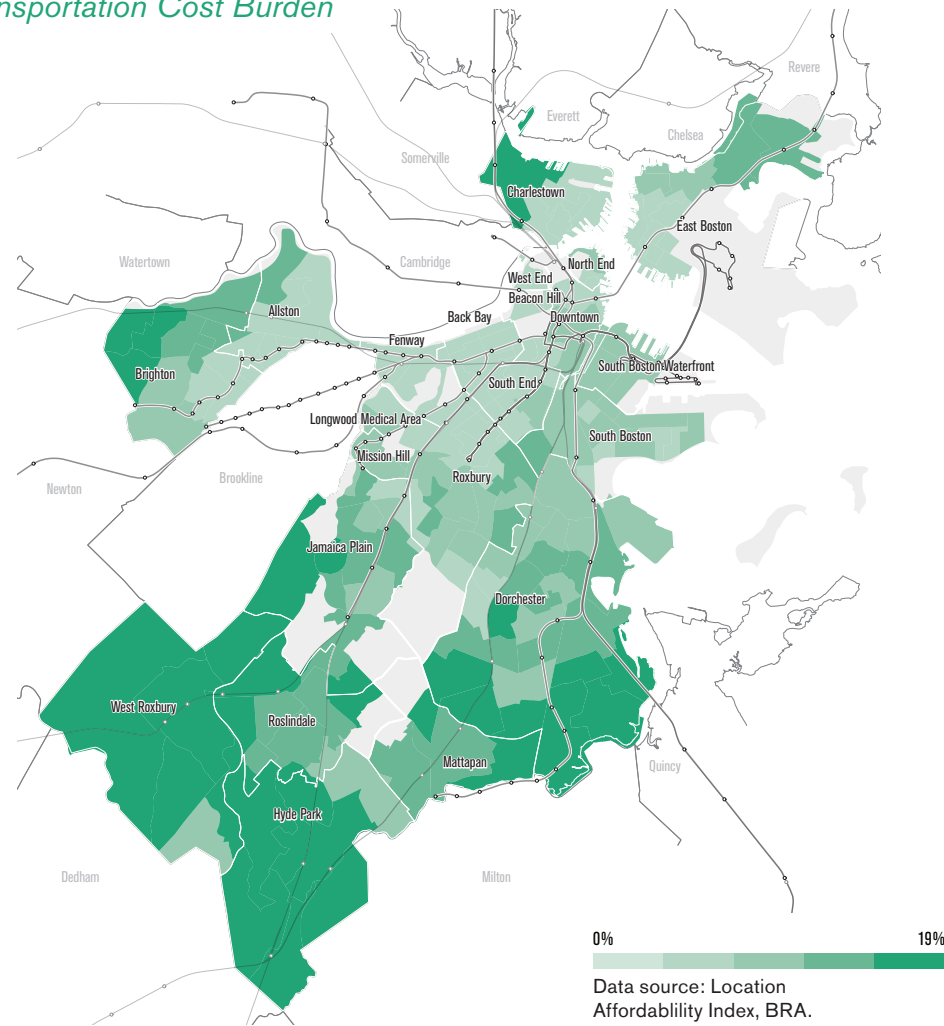 nsportation Cost Burden
Revere
Everett
Chelsea
Somerville
Charlestown
East Boston
Watertown
Cambridge
North End
West End
Beacon Hill
Allston
Back Bay
Downtown
Fenway
Brighton
South Boston Waterfront
South End
Longwood Medical Area
South Boston
Mission Hill
Roxbury
Brookline
Newton
Jamaica Plain
Dorchester
West Roxbury
Roslindale
Mattapan
Quincy
Hyde Park
Dedham
Milton
0% 19%
Data source: Location
Affordablility Index, BRA.